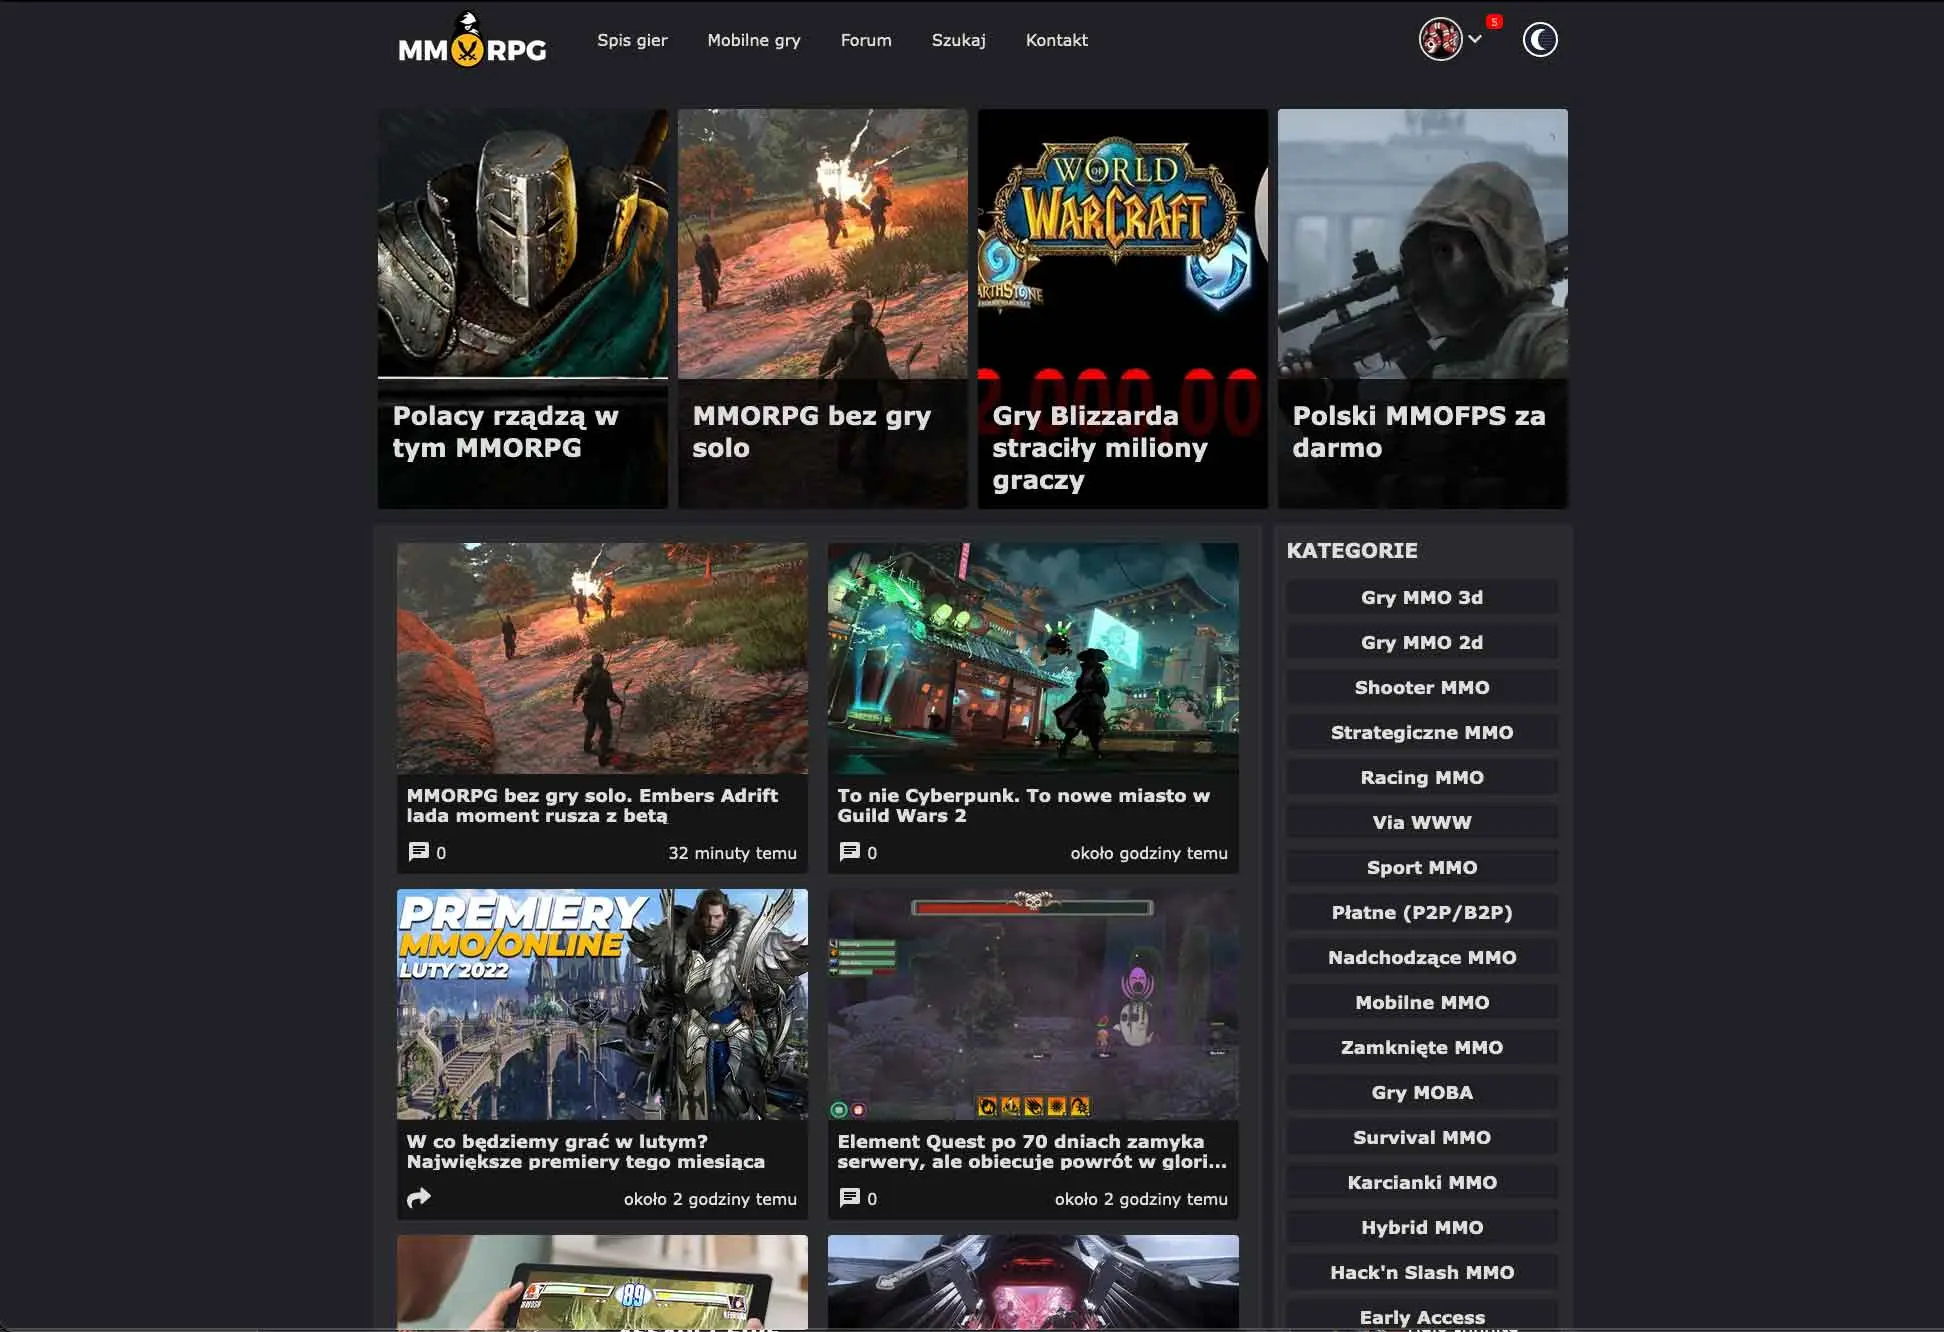 MMORPG
Spis gier
Mobilne gry
Forum
Szukaj
Kontakt
5
WORLD
OF
WARCRAFT
Polacy rządzą w
tym MMORPG
MMORPG bez gry
solo
Gry Blizzarda
straciły miliony
graczy
Polski MMOFPS za
darmo
MMORPG bez gry solo. Embers Adrift
lada moment rusza z betą
0
32 minuty temu
To nie Cyberpunk. To nowe miasto w
Guild Wars 2
0
około godziny temu
PREMIERY
MMO/ONLINE
LUTY 2022
W co będziemy grać w lutym?
Największe premiery tego miesiąca
około 2 godziny temu
Element Quest po 70 dniach zamyka
serwery, ale obiecuje powrót w glori...
0
około 2 godziny temu
89
KATEGORIE
Gry MMO 3d
Gry MMO 2d
Shooter MMO
Strategiczne MMO
Racing MMO
Via WWW
Sport MMO
Płatne (P2P/B2P)
Nadchodzące MMO
Mobilne MMO
Zamknięte MMO
Gry MOBA
Survival MMO
Karcianki MMO
Hybrid MMO
Hack'n Slash MMO
Early Access